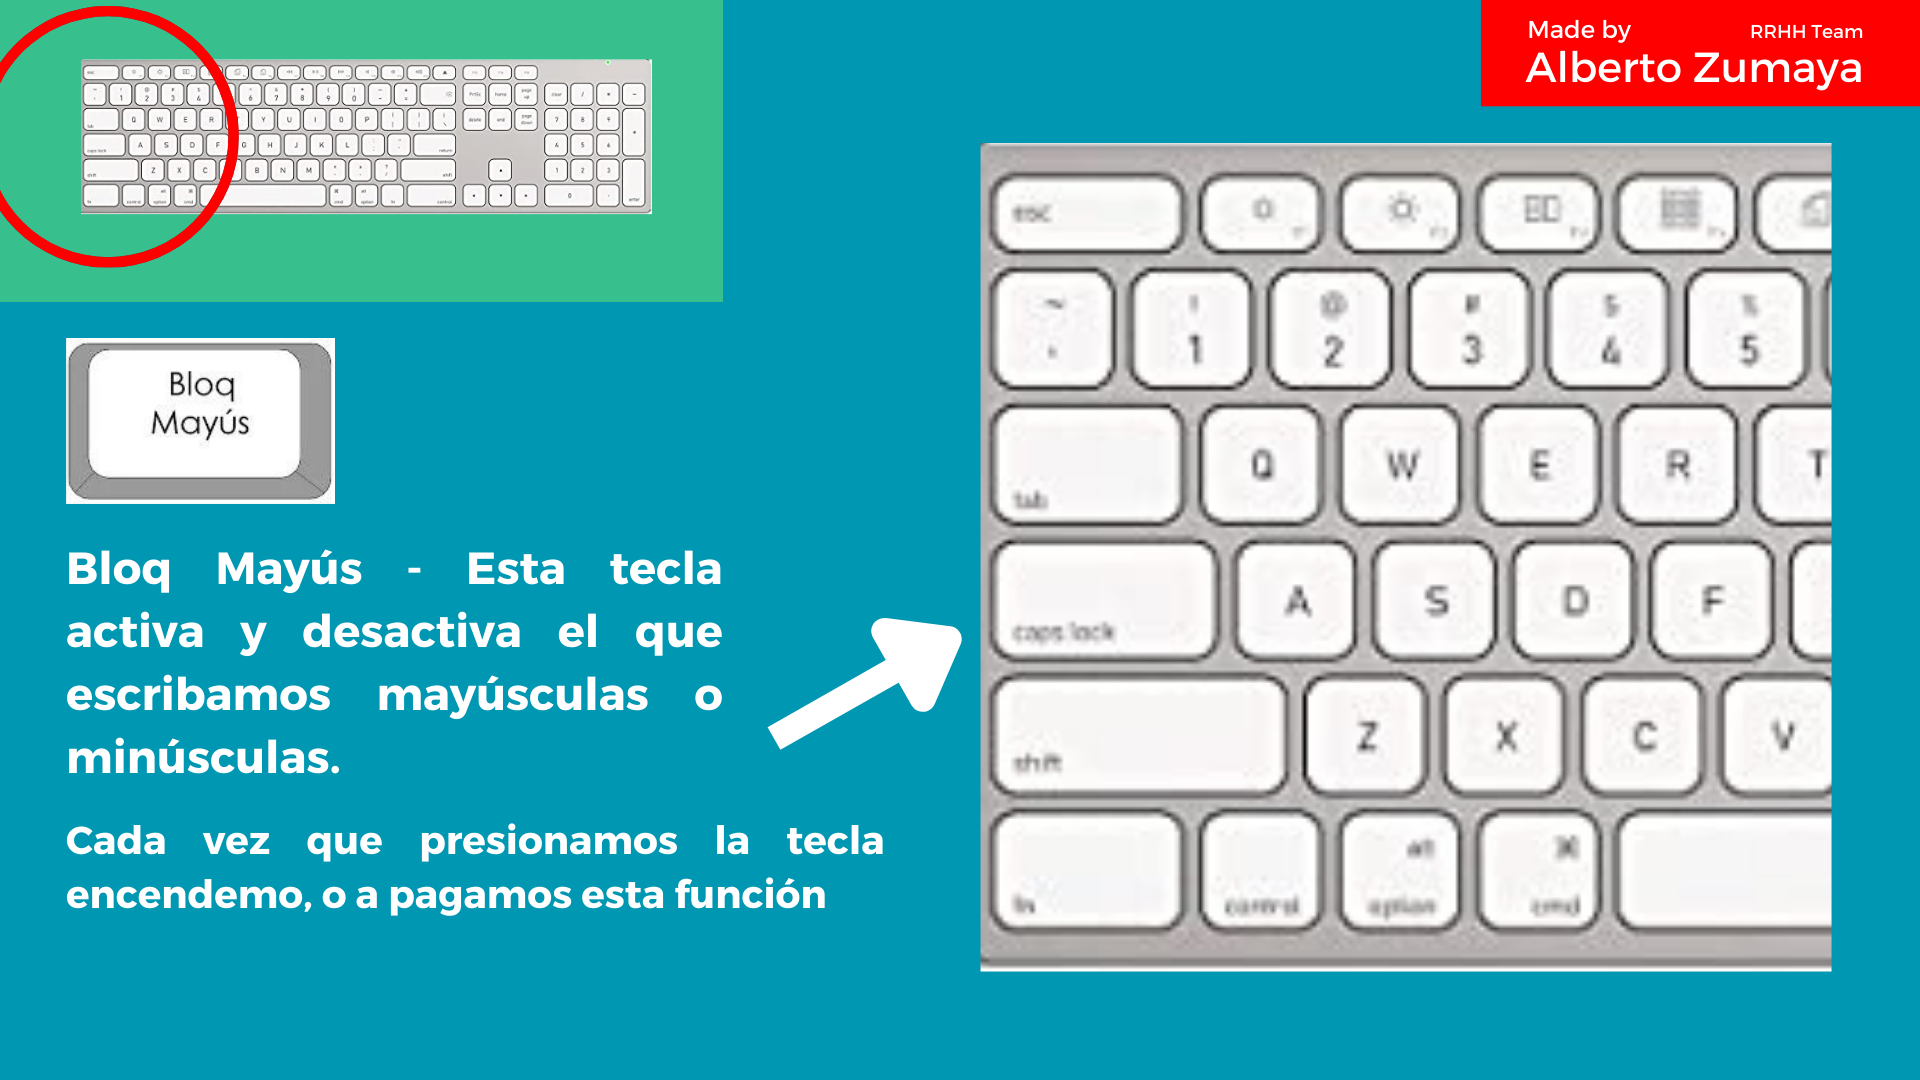 Made by RRHH Team
Alberto Zumaya
Bloq
Mayús
Bloq Mayús - Esta tecla
activa y desactiva el que
escribamos mayúsculas o
minúsculas.
Cada vez que presionamos la tecla
encendemo, o a pagamos esta función
esc
~ ! @ # $ %
1 2 3 4 5
tab Q W E R T
caps lock A S D F
shift Z X C V
alt ⌘
fn control option cmd